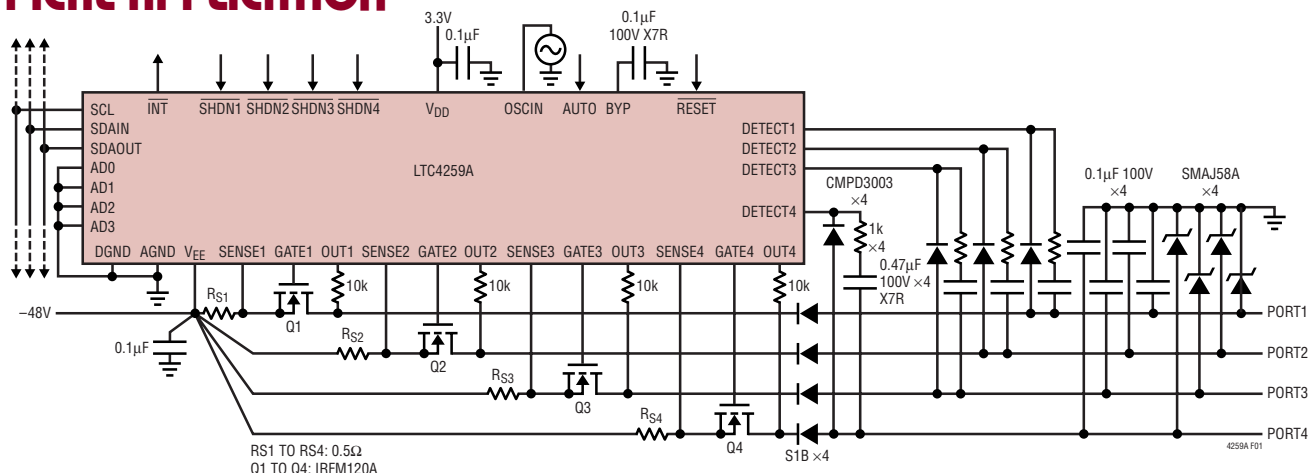 3.3V
0.1µF
0.1µF
100V X7R
SCL
SDAIN
SDAOUT
AD0
AD1
AD2
AD3
INT
SHDN1 SHDN2 SHDN3 SHDN4
VDD
OSCIN
AUTO
BYP
RESET
LTC4259A
DETECT1
DETECT2
DETECT3
DETECT4
DGND AGND VEE SENSE1 GATE1 OUT1 SENSE2 GATE2 OUT2 SENSE3 GATE3 OUT3 SENSE4 GATE4 OUT4
CMPD3003
×4
1k
×4
0.47µF
100V ×4
X7R
0.1µF 100V
×4
SMAJ58A
×4
10k
10k
10k
10k
–48V
0.1µF
RS1
Q1
RS2
Q2
RS3
Q3
RS4
Q4
S1B ×4
PORT1
PORT2
PORT3
PORT4
RS1 TO RS4: 0.5Ω
Q1 TO Q4: IRFM120A
4259A F01